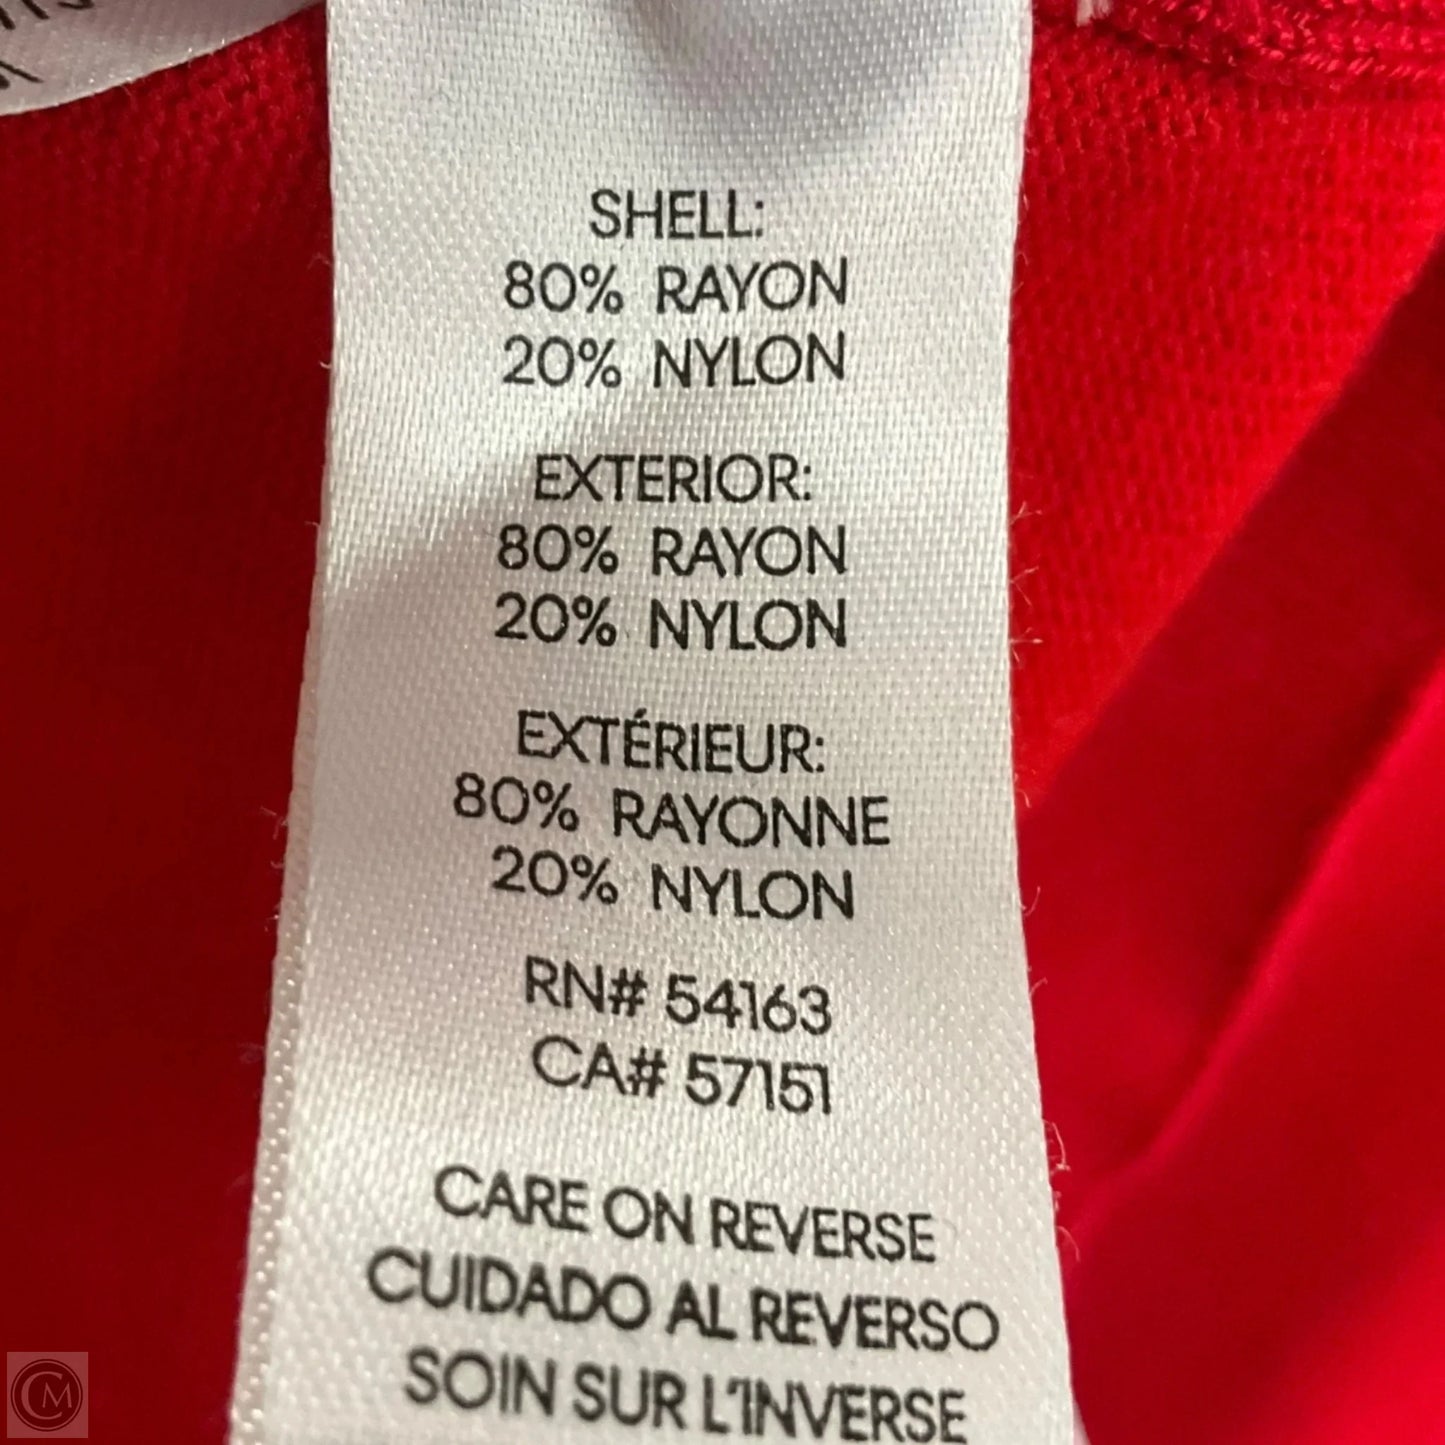 SHELL:
80% RAYON
20% NYLON
EXTERIOR:
80% RAYON
20% NYLON
EXTÉRIEUR:
80% RAYONNE
20% NYLON
RN# 54163
CA# 57151
CARE ON REVERSE
CUIDADO AL REVERSO
SOIN SUR L'INVERSE
CM